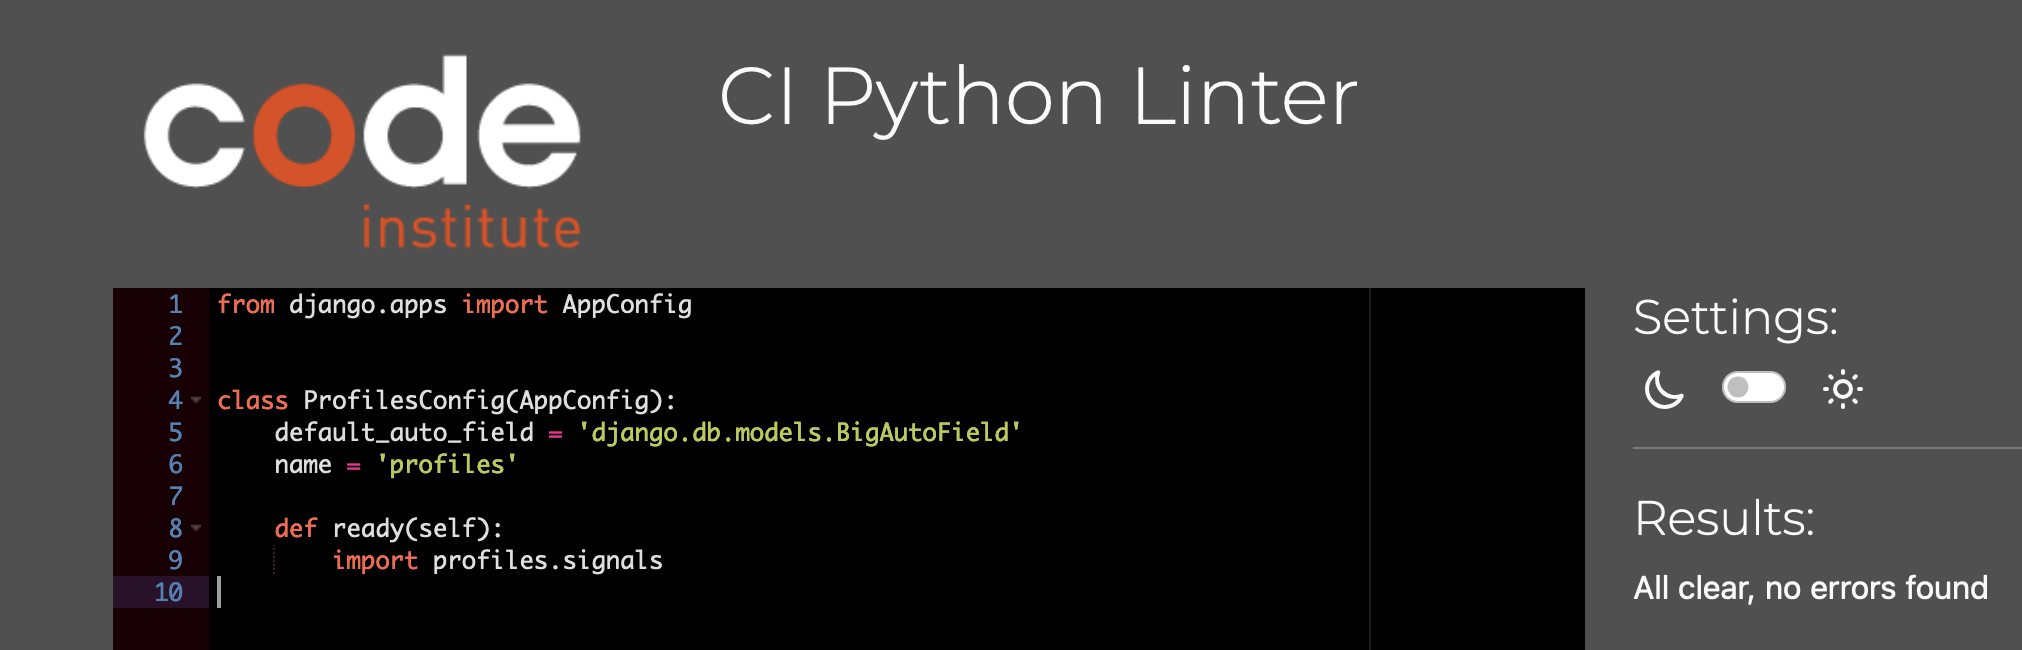 code
institute
CI Python Linter
1 from django.apps import AppConfig
2
3
4 class ProfilesConfig(AppConfig):
5     default_auto_field = 'django.db.models.BigAutoField'
6     name = 'profiles'
7
8     def ready(self):
9         import profiles.signals
10
Settings:
Results:
All clear, no errors found